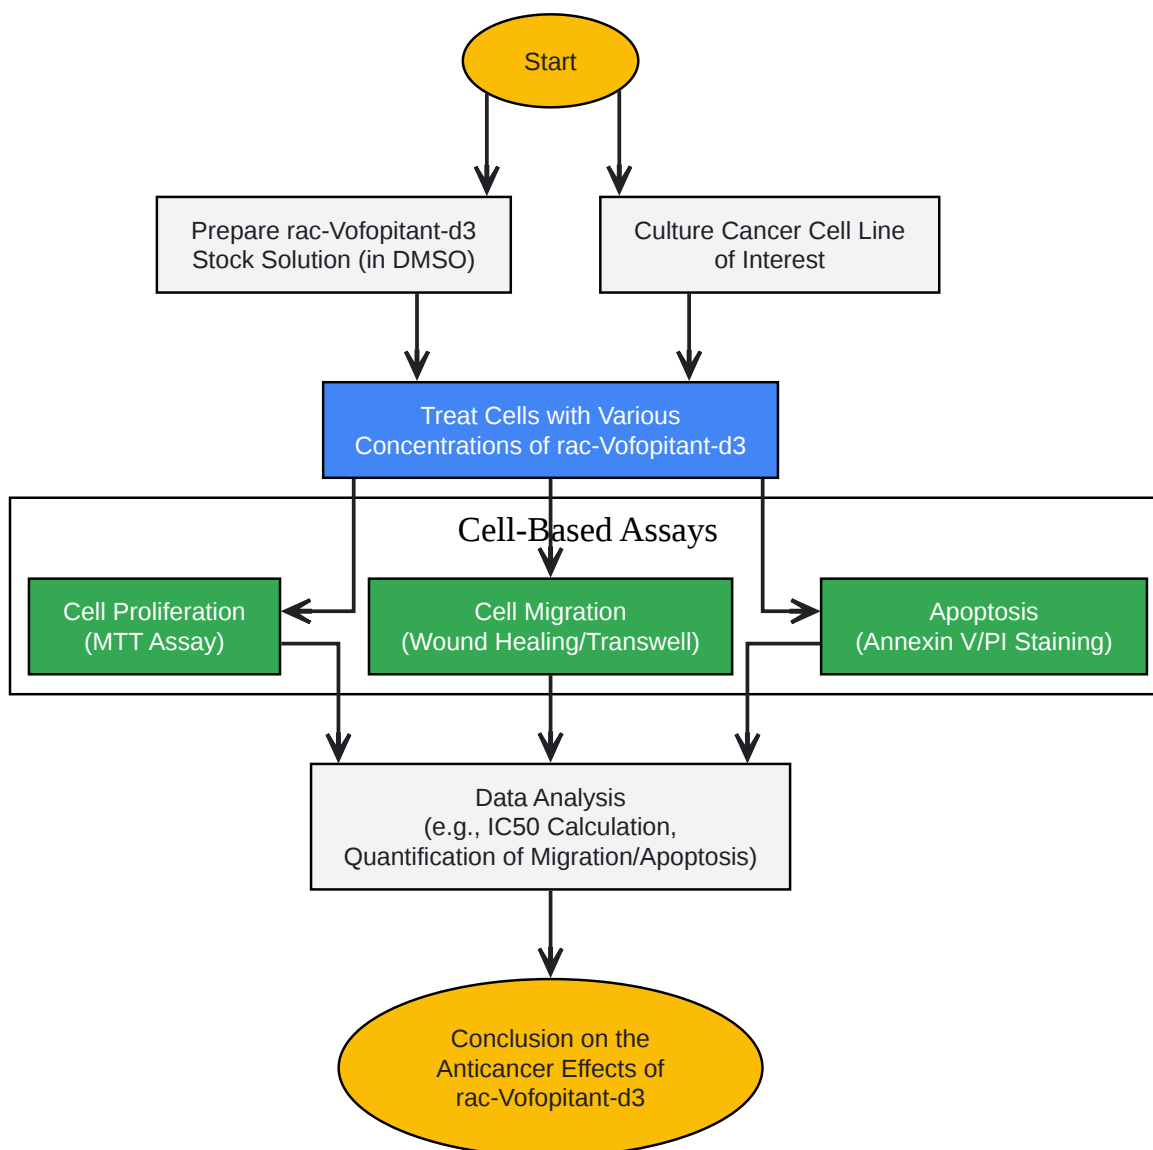 Start
Prepare rac-Vofopitant-d3
Stock Solution (in DMSO)
Culture Cancer Cell Line
of Interest
Treat Cells with Various
Concentrations of rac-Vofopitant-d3
Cell-Based Assays
Cell Proliferation
(MTT Assay)
Cell Migration
(Wound Healing/Transwell)
Apoptosis
(Annexin V/PI Staining)
Data Analysis
(e.g., IC50 Calculation,
Quantification of Migration/Apoptosis)
Conclusion on the
Anticancer Effects of
rac-Vofopitant-d3